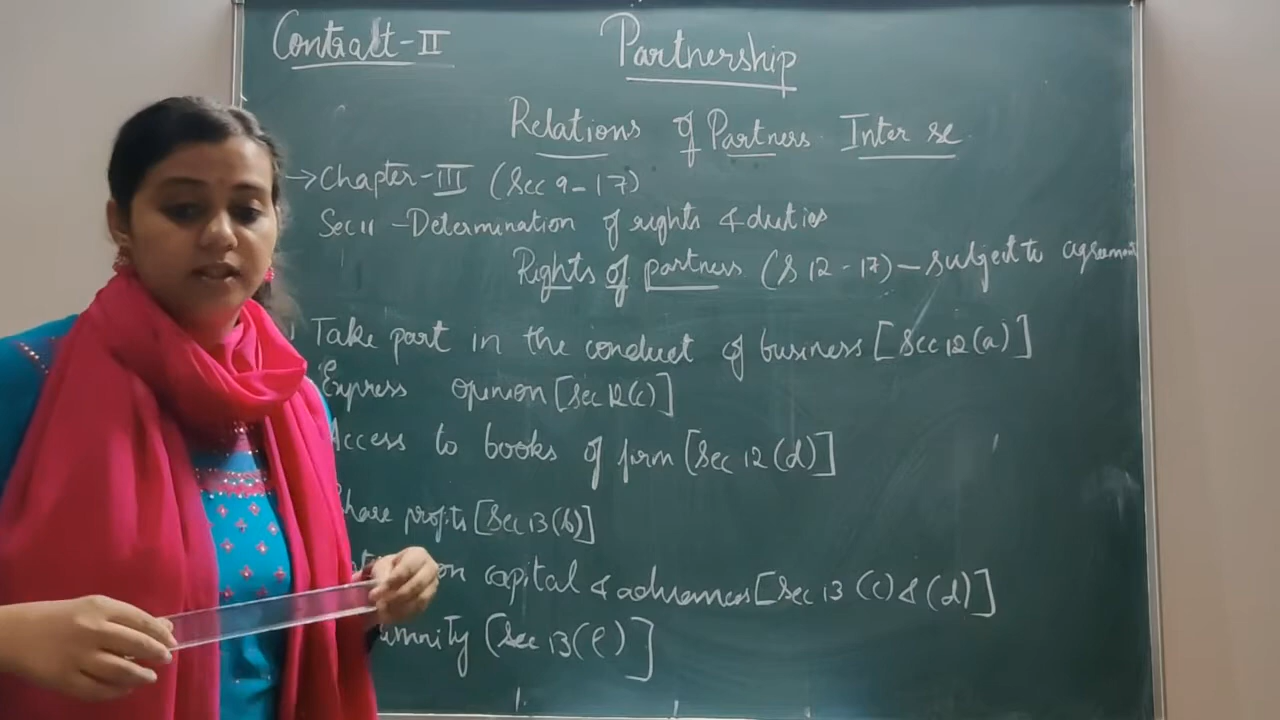 Contract-II
Partnership
Relations of Partners Inter se
→Chapter-III (Sec 9-17)
Sec 11 -Determination of rights & duties
Rights of partners (S 12-17) - subject to agreement
Take part in the conduct of business [Sec 12(a)]
Express opinion [Sec 12(c)]
Access to books of firm [Sec 12(d)]
Share profits [Sec 13(b)]
on capital & advances [Sec 13 (c) & (d)]
[Sec 13(e)]